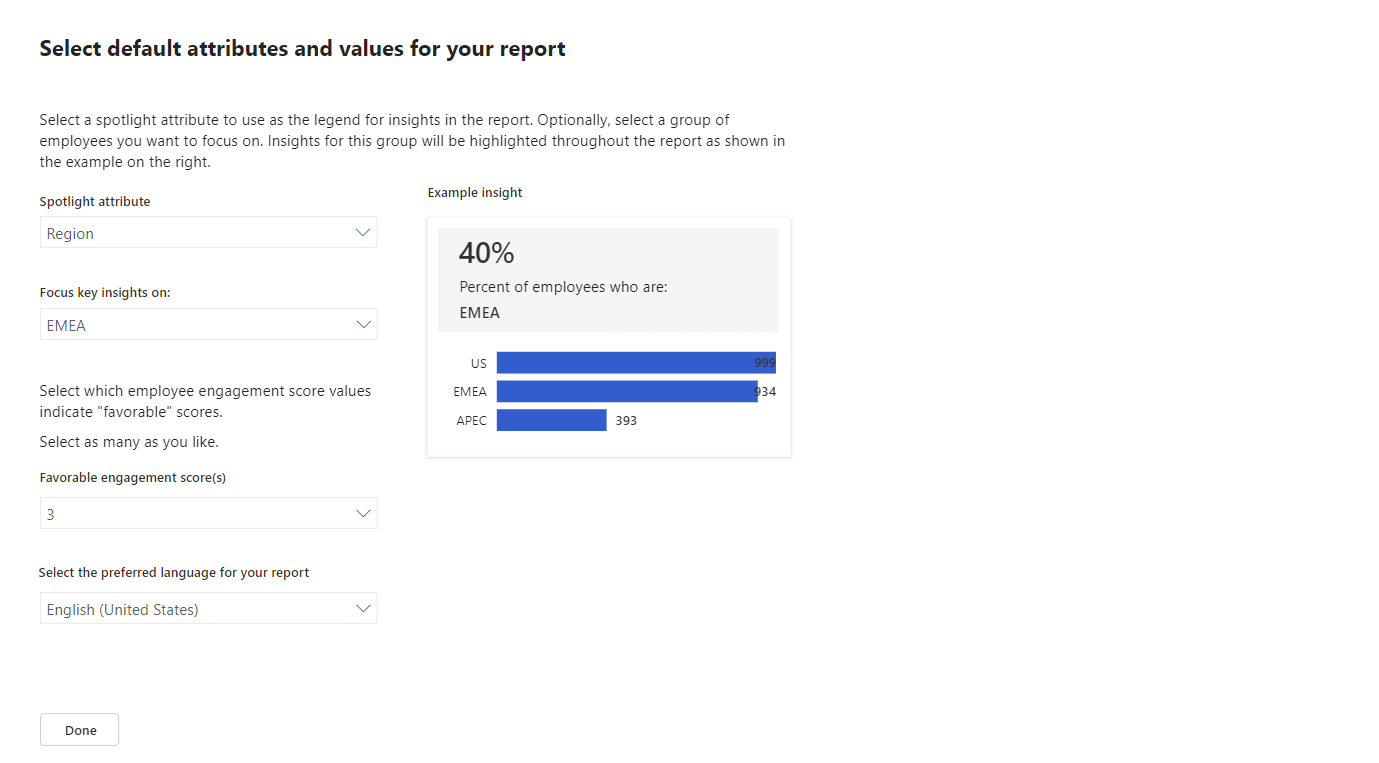 Select default attributes and values for your report
Select a spotlight attribute to use as the legend for insights in the report. Optionally, select a group of
employees you want to focus on. Insights for this group will be highlighted throughout the report as shown in
the example on the right.
Spotlight attribute
Region
Focus key insights on:
EMEA
Select which employee engagement score values
indicate "favorable" scores.
Select as many as you like.
Favorable engagement score(s)
3
Select the preferred language for your report
English (United States)
Done
Example insight
40%
Percent of employees who are:
EMEA
US 999
EMEA 934
APEC 393